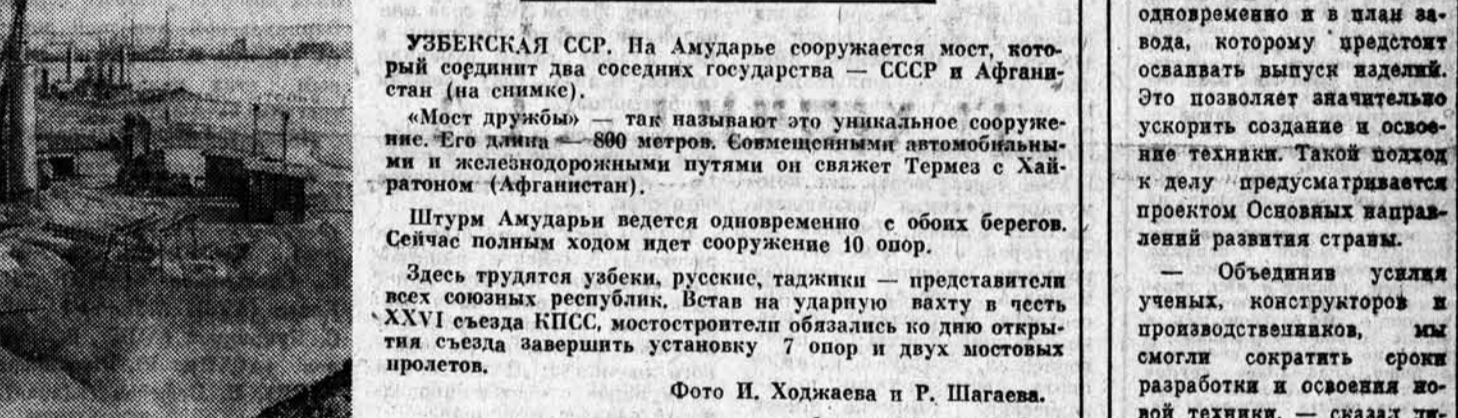 УЗБЕКСКАЯ ССР. На Амударье сооружается мост, кото-
рый соединит два соседних государства — СССР и Афгани-
стан (на снимке).
«Мост дружбы» — так называют это уникальное сооруже-
ние. Его длина — 800 метров. Совмещенными автомобильны-
ми и железнодорожными путями он свяжет Термез с Хай-
ратоном (Афганистан).
Штурм Амударьи ведется одновременно с обоих берегов.
Сейчас полным ходом идет сооружение 10 опор.
Здесь трудятся узбеки, русские, таджики — представители
всех союзных республик. Встав на ударную вахту в честь
XXVI съезда КПСС, мостостроители обязались ко дню откры-
тия съезда завершить установку 7 опор и двух мостовых
пролетов.
Фото И. Ходжаева и Р. Шагаева.
одновременно и в план за-
вода, которому предстоит
осваивать выпуск изделий.
Это позволяет значительно
ускорить создание и освое-
ние техники. Такой подход
к делу предусматривается
проектом Основных направ-
лений развития страны.
— Объединив усилия
ученых, конструкторов и
производственников, мы
смогли сократить сроки
разработки и освоения но-
вой техники, — сказал ди-